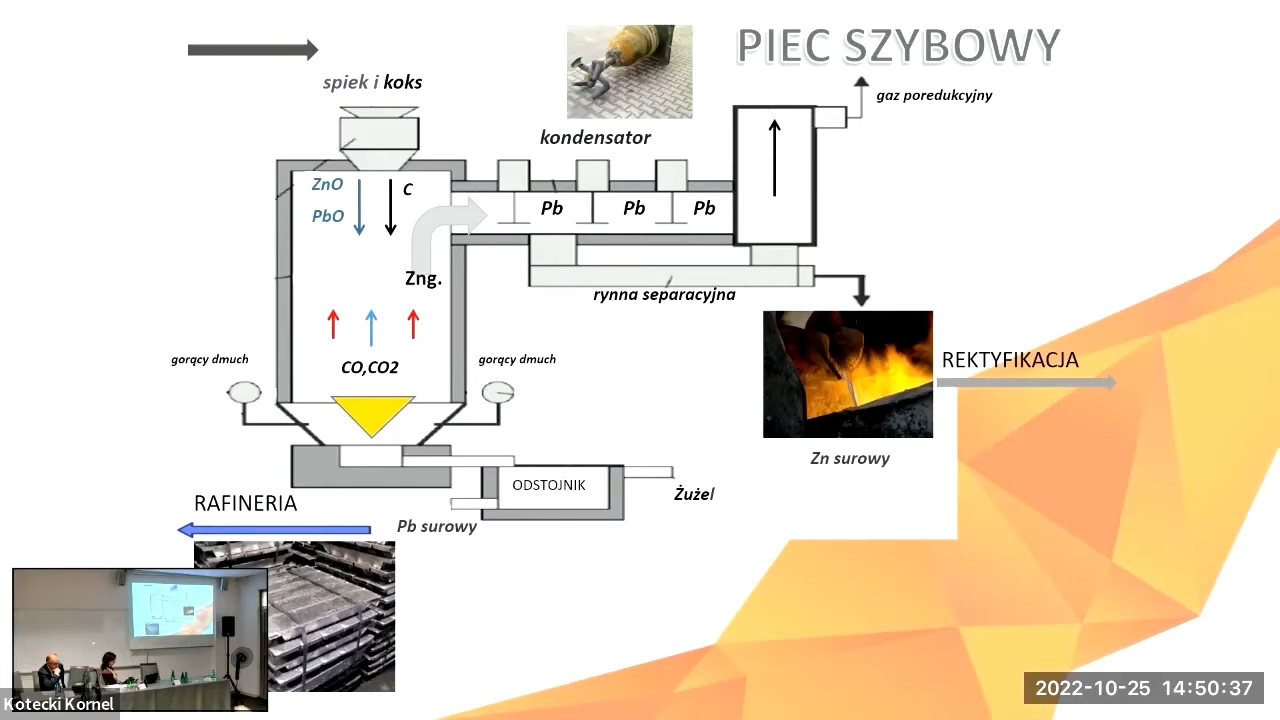 PIEC SZYBOWY
spiek i koks
gaz poredukcyjny
kondensator
ZnO
C
PbO
Pb
Pb
Pb
Zng.
rynna separacyjna
gorący dmuch
gorący dmuch
CO,CO2
REKTYFIKACJA
Zn surowy
ODSTOJNIK
Żużel
RAFINERIA
Pb surowy
Kotecki Kornel
2022-10-25 14:50:37